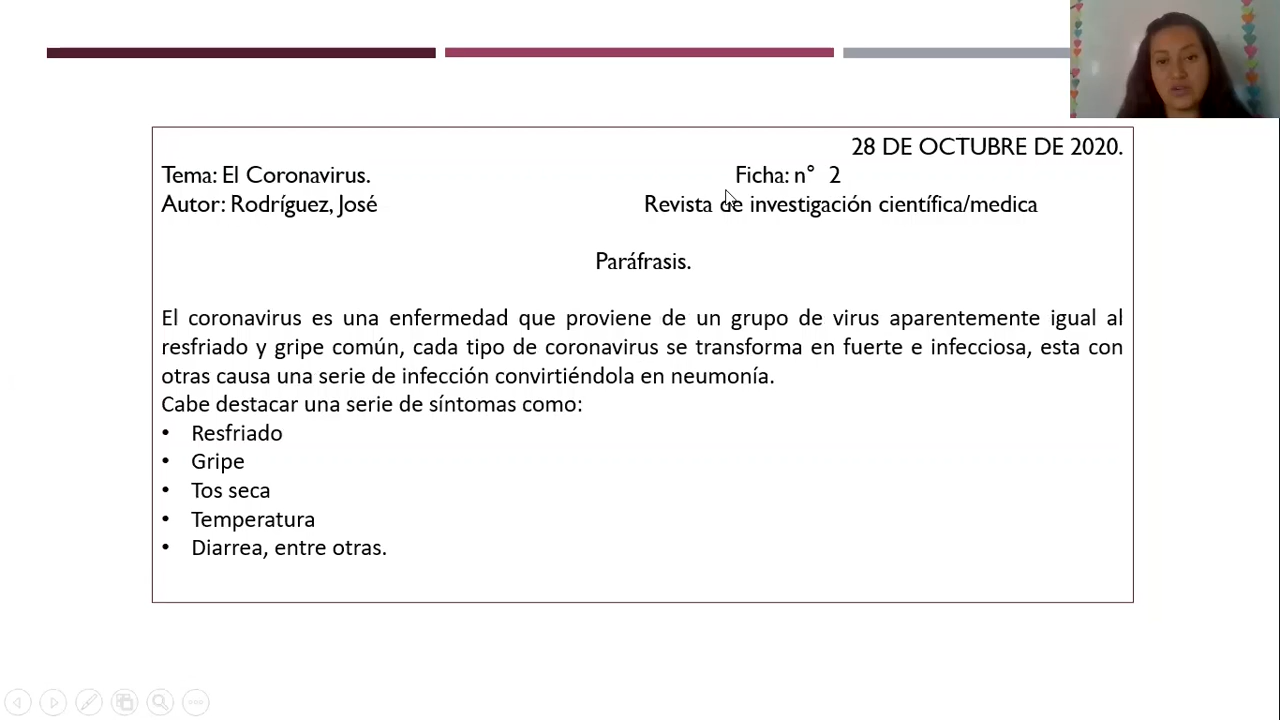 28 DE OCTUBRE DE 2020.
Tema: El Coronavirus. Ficha: n° 2
Autor: Rodríguez, José Revista de investigación científica/medica
Paráfrasis.
El coronavirus es una enfermedad que proviene de un grupo de virus aparentemente igual al
resfriado y gripe común, cada tipo de coronavirus se transforma en fuerte e infecciosa, esta con
otras causa una serie de infección convirtiéndola en neumonía.
Cabe destacar una serie de síntomas como:
• Resfriado
• Gripe
• Tos seca
• Temperatura
• Diarrea, entre otras.